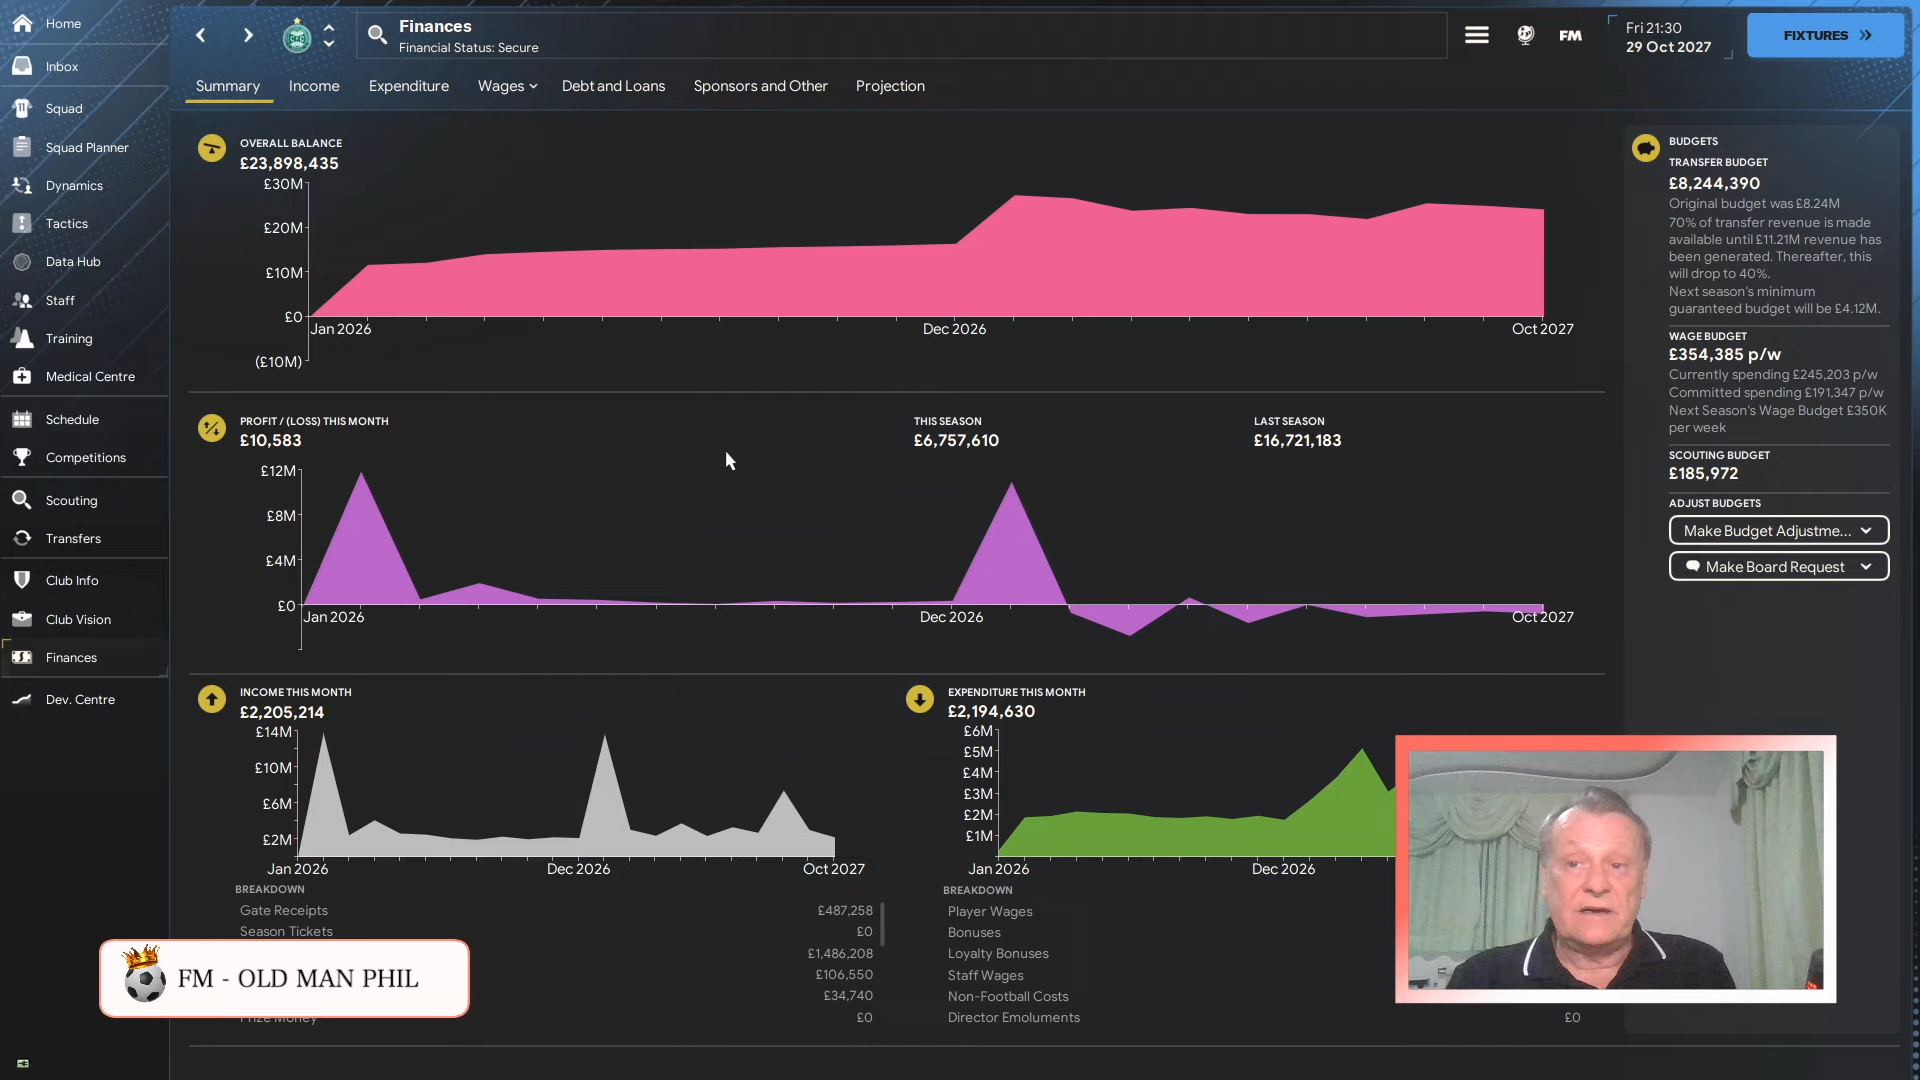 Home
Inbox
Squad
Squad Planner
Dynamics
Tactics
Data Hub
Staff
Training
Medical Centre
Schedule
Competitions
Scouting
Transfers
Club Info
Club Vision
Finances
Dev. Centre
Finances
Financial Status: Secure
FM
Fri 21:30
29 Oct 2027
FIXTURES
Summary Income Expenditure Wages Debt and Loans Sponsors and Other Projection
OVERALL BALANCE
£23,898,435
£30M
£20M
£10M
£0
(£10M)
Jan 2026 Dec 2026 Oct 2027
PROFIT / (LOSS) THIS MONTH
£10,583
THIS SEASON
£6,757,610
LAST SEASON
£16,721,183
£12M
£8M
£4M
£0
Jan 2026 Dec 2026 Oct 2027
INCOME THIS MONTH
£2,205,214
£14M
£10M
£6M
£2M
Jan 2026 Dec 2026 Oct 2027
BREAKDOWN
Gate Receipts £487,258
Season Tickets £0
£1,486,208
£106,550
£34,740
Prize Money £0
EXPENDITURE THIS MONTH
£2,194,630
£6M
£5M
£4M
£3M
£2M
£1M
Jan 2026 Dec 2026
BREAKDOWN
Player Wages
Bonuses
Loyalty Bonuses
Staff Wages
Non-Football Costs
Director Emoluments £0
BUDGETS
TRANSFER BUDGET
£8,244,390
Original budget was £8.24M
70% of transfer revenue is made
available until £11.21M revenue has
been generated. Thereafter, this
will drop to 40%.
Next season's minimum
guaranteed budget will be £4.12M.
WAGE BUDGET
£354,385 p/w
Currently spending £245,203 p/w
Committed spending £191,347 p/w
Next Season's Wage Budget £350K
per week
SCOUTING BUDGET
£185,972
ADJUST BUDGETS
Make Budget Adjustme...
Make Board Request
FM - OLD MAN PHIL